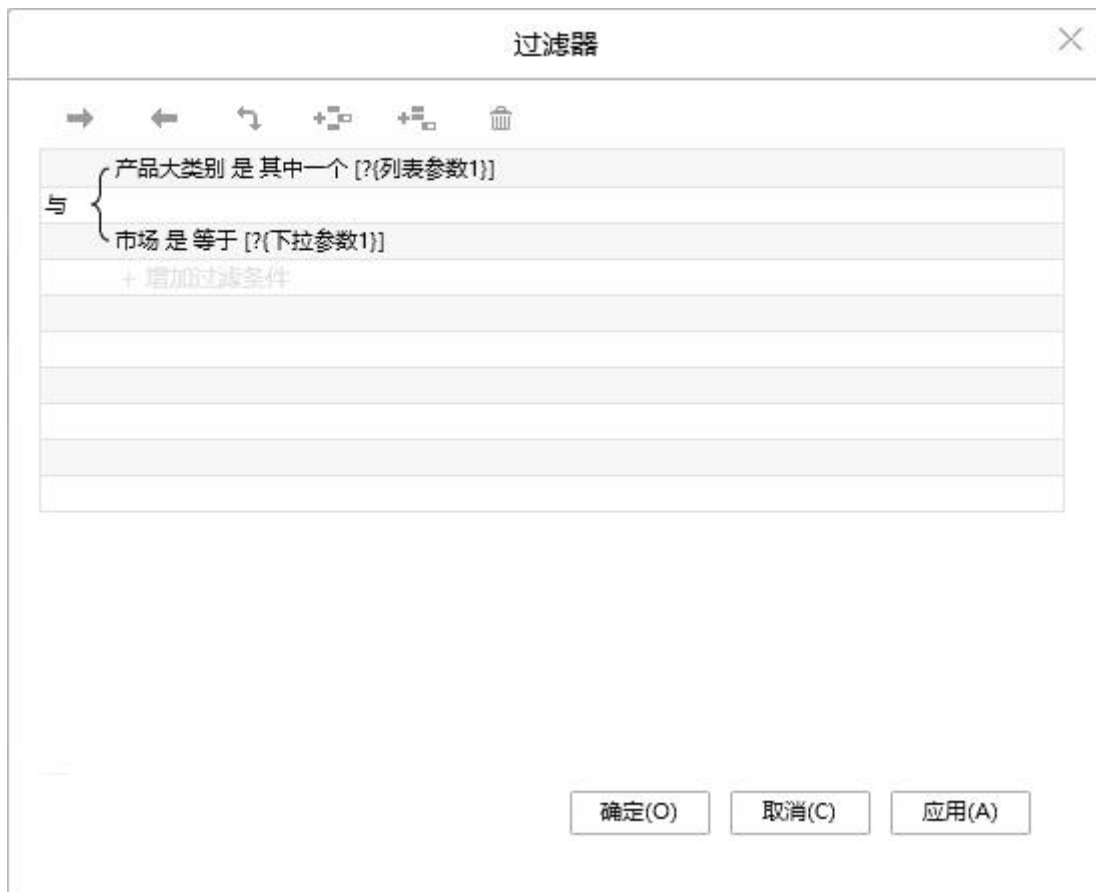 过滤器
产品大类别 是 其中一个 [?{列表参数1}]
与
市场 是 等于 [?{下拉参数1}]
+ 增加过滤条件
确定(O) 取消(C) 应用(A)